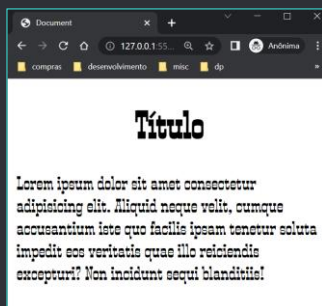 Document
127.0.0.1:55...
Anônima
compras desenvolvimento misc dp
Título
Lorem ipsum dolor sit amet consectetur
adipisicing elit. Aliquid neque velit, cumque
accusantium iste quo facilis ipsam tenetur soluta
impedit eos veritatis quae illo reiciendis
excepturi? Non incidunt sequi blanditiis!